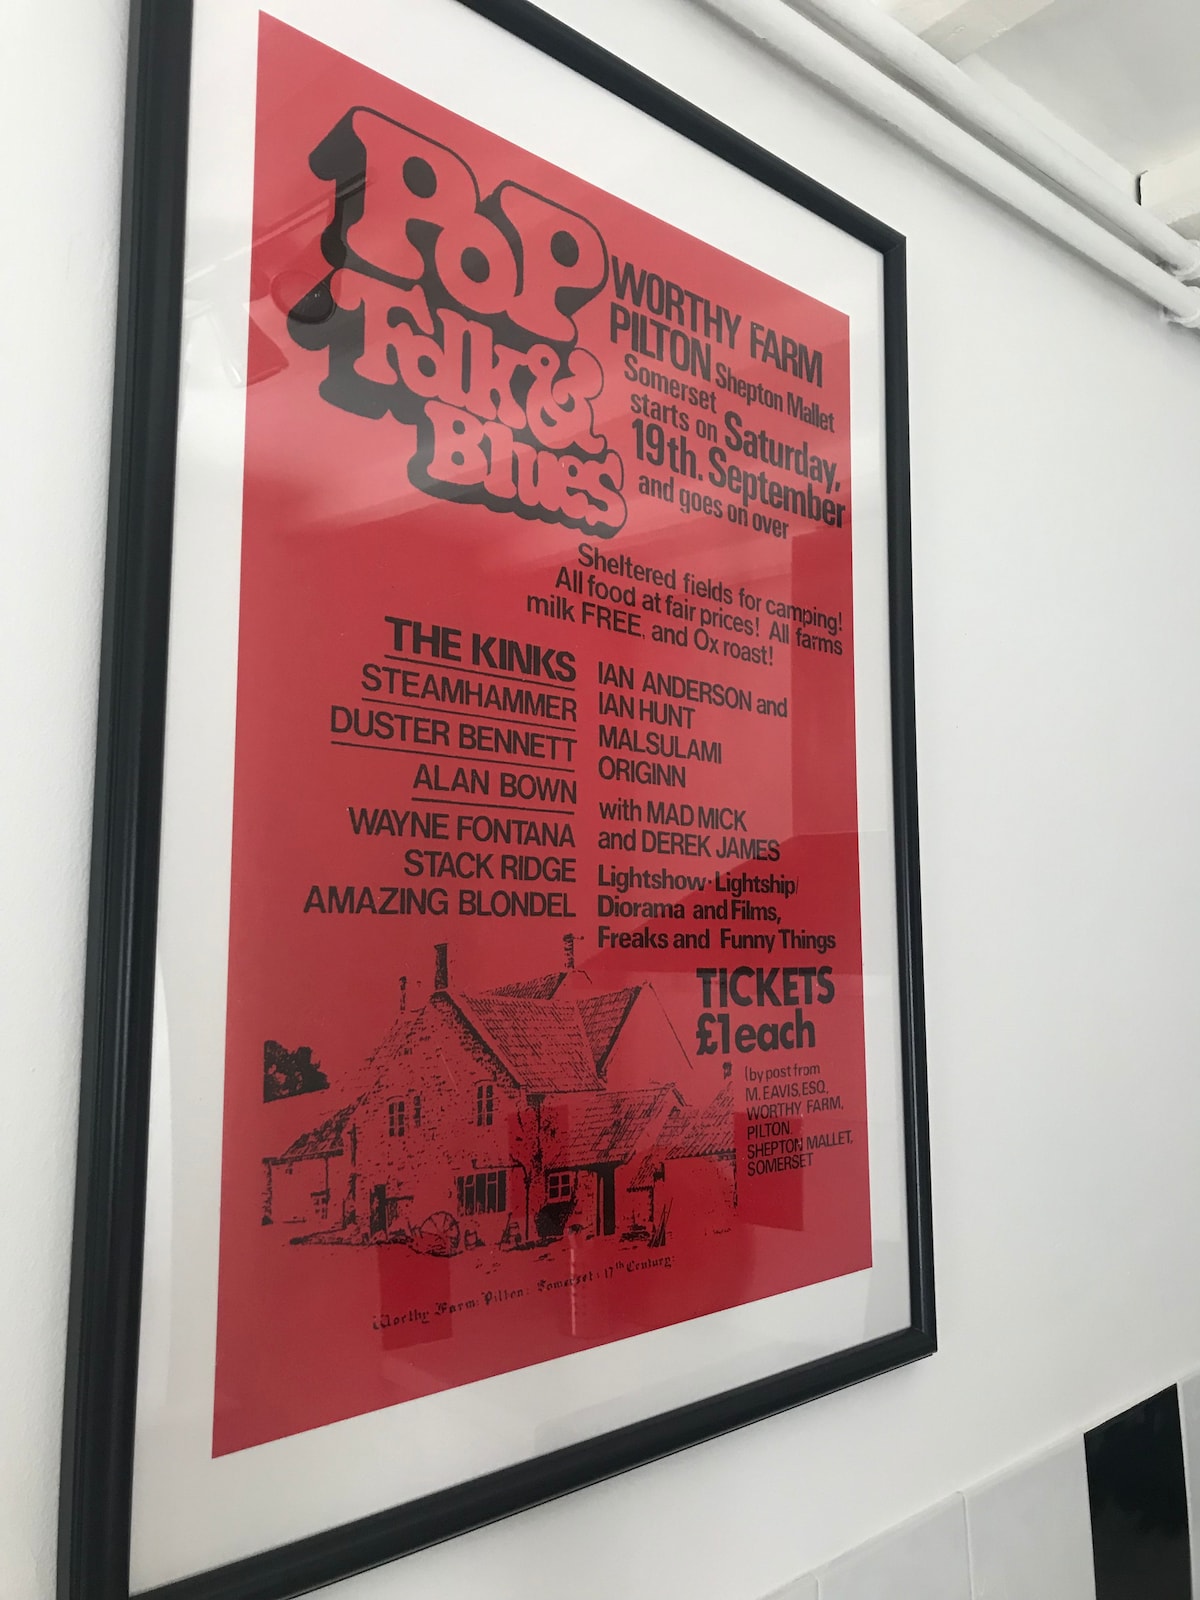 POP
Folk &
Blues
WORTHY FARM
PILTON Shepton Mallet
Somerset
starts on Saturday,
19th. September
and goes on over
Sheltered fields for camping!
All food at fair prices! All farms
milk FREE, and Ox roast!
THE KINKS
STEAMHAMMER
DUSTER BENNETT
ALAN BOWN
WAYNE FONTANA
STACK RIDGE
AMAZING BLONDEL
IAN ANDERSON and
IAN HUNT
MALSULAMI
ORIGINN
with MAD MICK
and DEREK JAMES
Lightshow·Lightship/
Diorama and Films,
Freaks and Funny Things
TICKETS
£1 each
(by post from
M. EAVIS, ESQ,
WORTHY FARM,
PILTON,
SHEPTON MALLET,
SOMERSET
Worthy Farm: Pilton: Somerset: 17th Century: